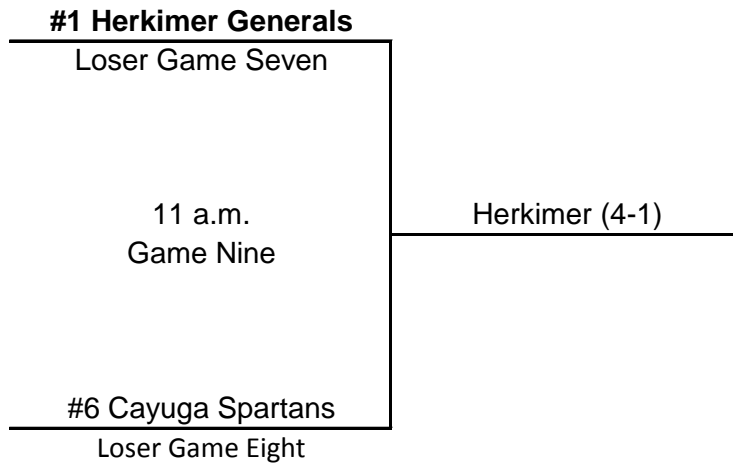 #1 Herkimer Generals
Loser Game Seven
11 a.m.
Game Nine
Herkimer (4-1)
#6 Cayuga Spartans
Loser Game Eight